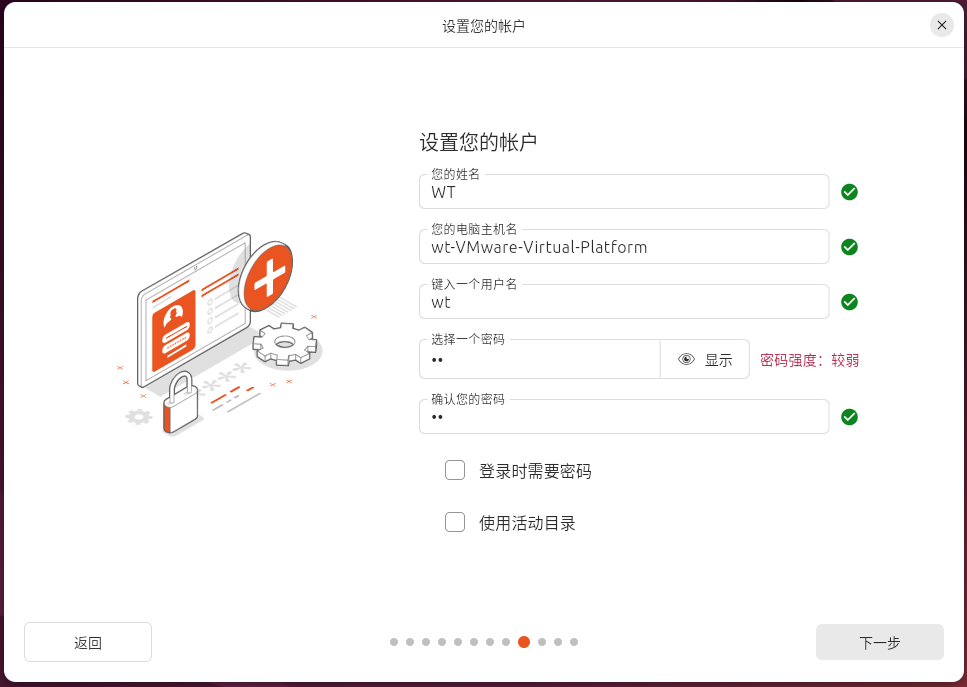 设置您的帐户
设置您的帐户
您的姓名
WT
您的电脑主机名
wt-VMware-Virtual-Platform
键入一个用户名
wt
选择一个密码
•• 显示 密码强度：较弱
确认您的密码
••
登录时需要密码
使用活动目录
返回 下一步